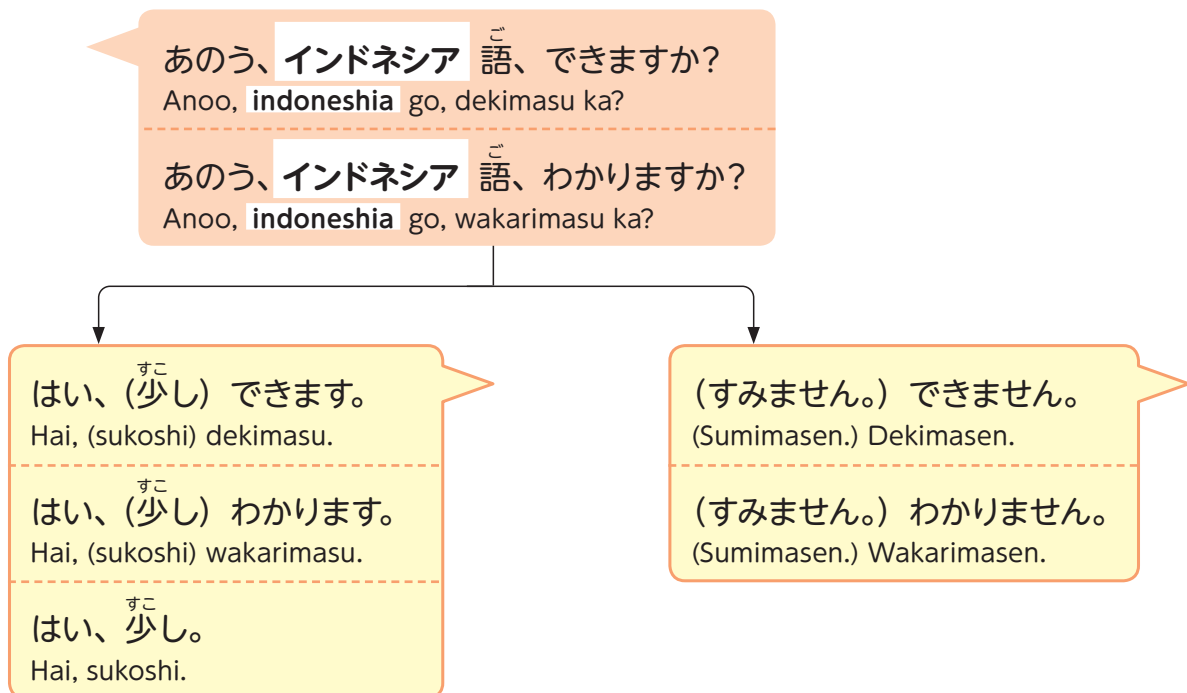 あのう、インドネシア語、できますか?
Anoo, indoneshia go, dekimasu ka?
あのう、インドネシア語、わかりますか?
Anoo, indoneshia go, wakarimasu ka?
はい、(少し) できます。
Hai, (sukoshi) dekimasu.
はい、(少し) わかります。
Hai, (sukoshi) wakarimasu.
はい、少し。
Hai, sukoshi.
(すみません。) できません。
(Sumimasen.) Dekimasen.
(すみません。) わかりません。
(Sumimasen.) Wakarimasen.